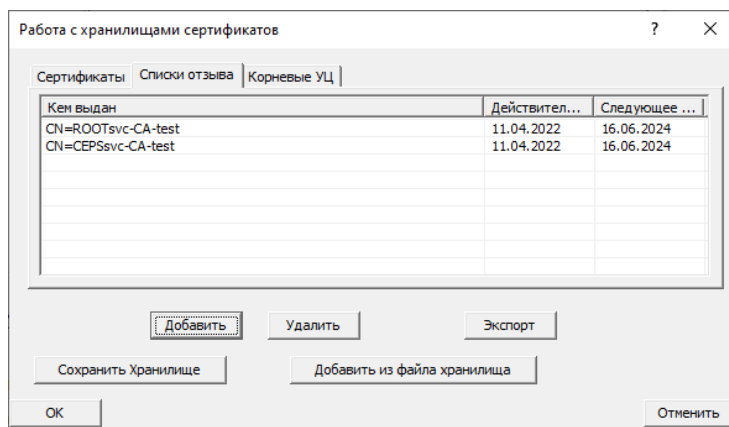 Работа с хранилищами сертификатов ?
Сертификаты Списки отзыва Корневые УЦ
Кем выдан Действител... Следующее ...
CN=ROOTsvc-CA-test 11.04.2022 16.06.2024
CN=CEPSsvc-CA-test 11.04.2022 16.06.2024
Добавить Удалить Экспорт
Сохранить Хранилище Добавить из файла хранилища
ОК Отменить